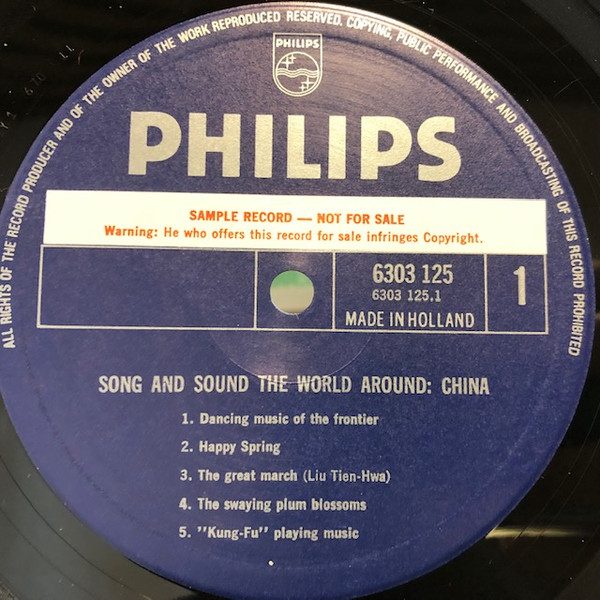 ALL RIGHTS OF THE RECORD PRODUCER AND OF THE OWNER OF THE WORK REPRODUCED RESERVED. COPYING, PUBLIC PERFORMANCE AND BROADCASTING OF THIS RECORD PROHIBITED
PHILIPS
PHILIPS
SAMPLE RECORD — NOT FOR SALE
Warning: He who offers this record for sale infringes Copyright.
6303 125
6303 125.1
MADE IN HOLLAND
1
SONG AND SOUND THE WORLD AROUND: CHINA
1. Dancing music of the frontier
2. Happy Spring
3. The great march (Liu Tien-Hwa)
4. The swaying plum blossoms
5. "Kung-Fu" playing music